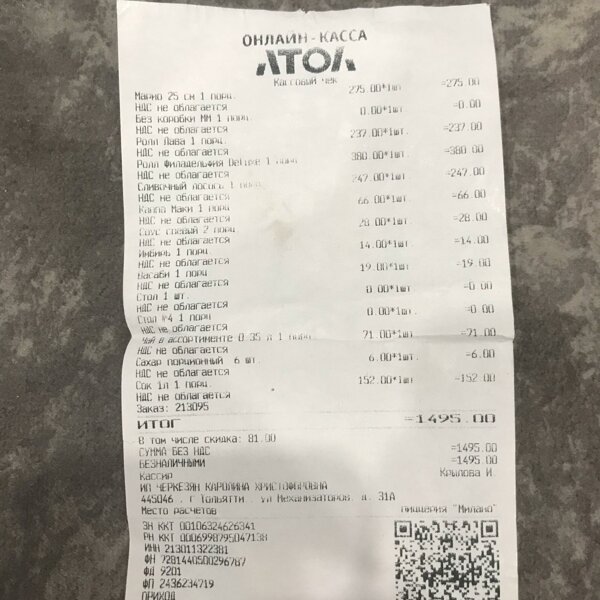 ОНЛАЙН-КАССА
АТОЛ
Кассовый чек
Марио 25 см 1 порц. 275.00*1шт =275.00
НДС не облагается
Без коробки ММ 1 порц. 0.00*1шт. =0.00
НДС не облагается
Ролл Лава 1 порц. 237.00*1шт. =237.00
НДС не облагается
Ролл Филадельфия Deluxe 1 порц 380.00*1шт. =380.00
НДС не облагается
Сливочный лосось 1 порц. 247.00*1шт =247.00
НДС не облагается
Каппа Маки 1 порц 66.00*1шт. =66.00
НДС не облагается
Соус соевый 2 порц 28.00*1шт =28.00
НДС не облагается
Имбирь 1 порц. 14.00*1шт. =14.00
НДС не облагается
Васаби 1 порц 19.00*1шт =19.00
НДС не облагается
Стол 1 шт. 0.00*1шт =0.00
НДС не облагается
Стол №4 1 порц 0.00*1шт. =0.00
НДС не облагается
Чай в ассортименте 0.35 л 1 порц 71.00*1шт. =71.00
НДС не облагается
Сахар порционный 6 шт. 6.00*1шт. =6.00
НДС не облагается
Сок 1л 1 порц. 152.00*1шт =152.00
НДС не облагается
Заказ: 213095
ИТОГ =1495.00
В том числе скидка: 81.00
СУММА БЕЗ НДС =1495.00
БЕЗНАЛИЧНЫМИ =1495.00
Кассир Крылова И.
ИП ЧЕРКЕЗЯН КАРОЛИНА ХРИСТОФОРОВНА
445046, г Тольятти, ул Механизаторов, д. 31А
Место расчетов пиццерия "Милано"
ЗН ККТ 00106324626341
РН ККТ 0006998795047138
ИНН 213011322381
ФН 9281440500296787
ФД 9201
ФП 2436234719
ПРИХОД